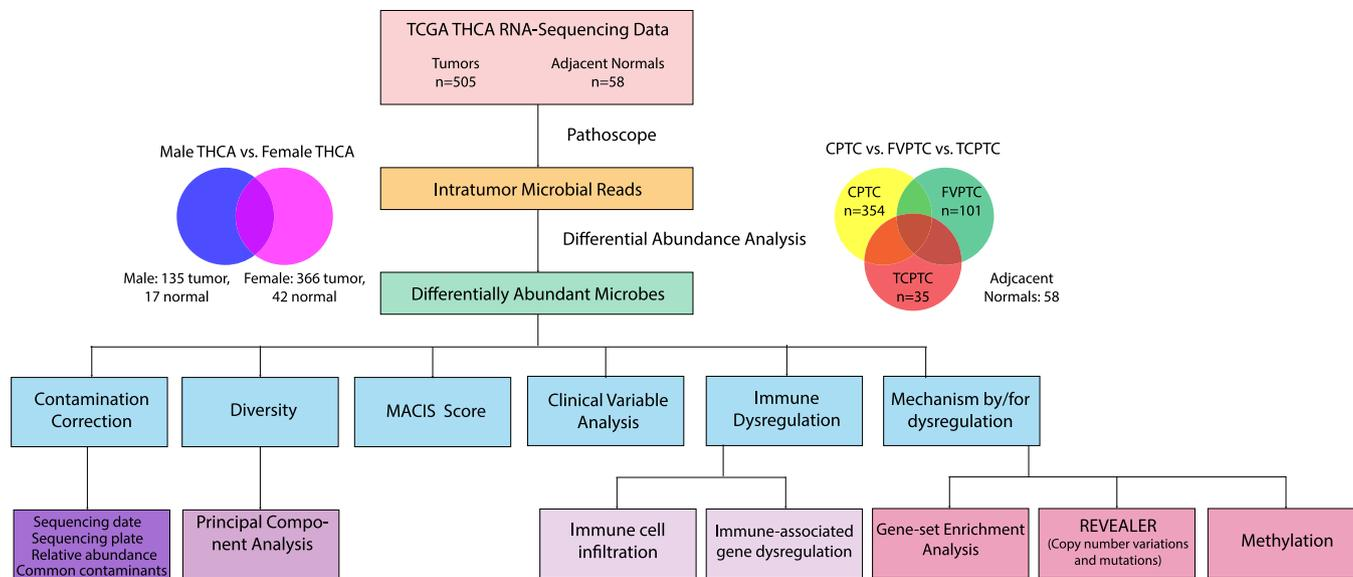 TCGA THCA RNA-Sequencing Data
Tumors
n=505
Adjacent Normals
n=58
Pathoscope
Male THCA vs. Female THCA
CPTC vs. FVPTC vs. TCPTC
Intratumor Microbial Reads
CPTC
n=354
FVPTC
n=101
Differential Abundance Analysis
Male: 135 tumor,
17 normal
Female: 366 tumor,
42 normal
Differentially Abundant Microbes
TCPTC
n=35
Adjcacent
Normals: 58
Contamination
Correction
Diversity
MACIS Score
Clinical Variable
Analysis
Immune
Dysregulation
Mechanism by/for
dysregulation
Sequencing date
Sequencing plate
Relative abundance
Common contaminants
Principal Compo-
nent Analysis
Immune cell
infiltration
Immune-associated
gene dysregulation
Gene-set Enrichment
Analysis
REVEALER
(Copy number variations
and mutations)
Methylation